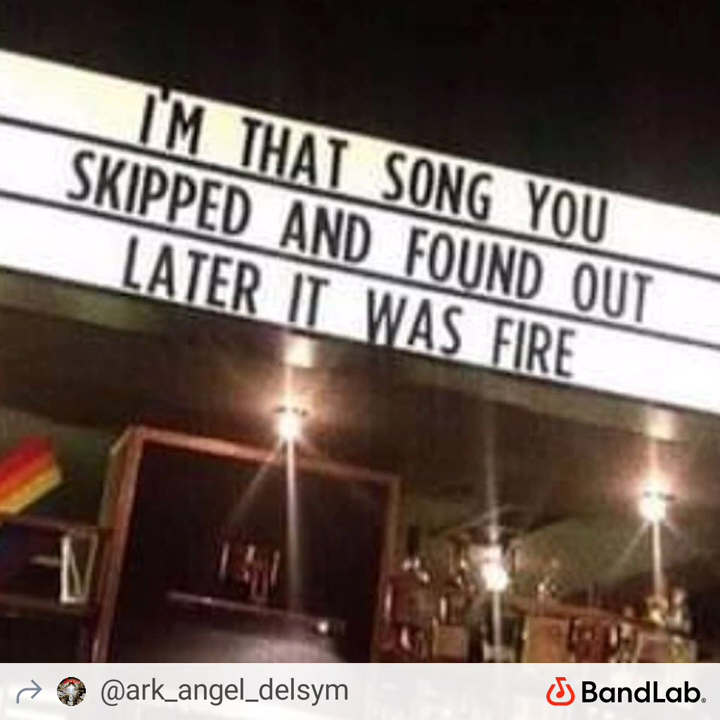 I'M THAT SONG YOU
SKIPPED AND FOUND OUT
LATER IT WAS FIRE
@ark_angel_delsym
BandLab.